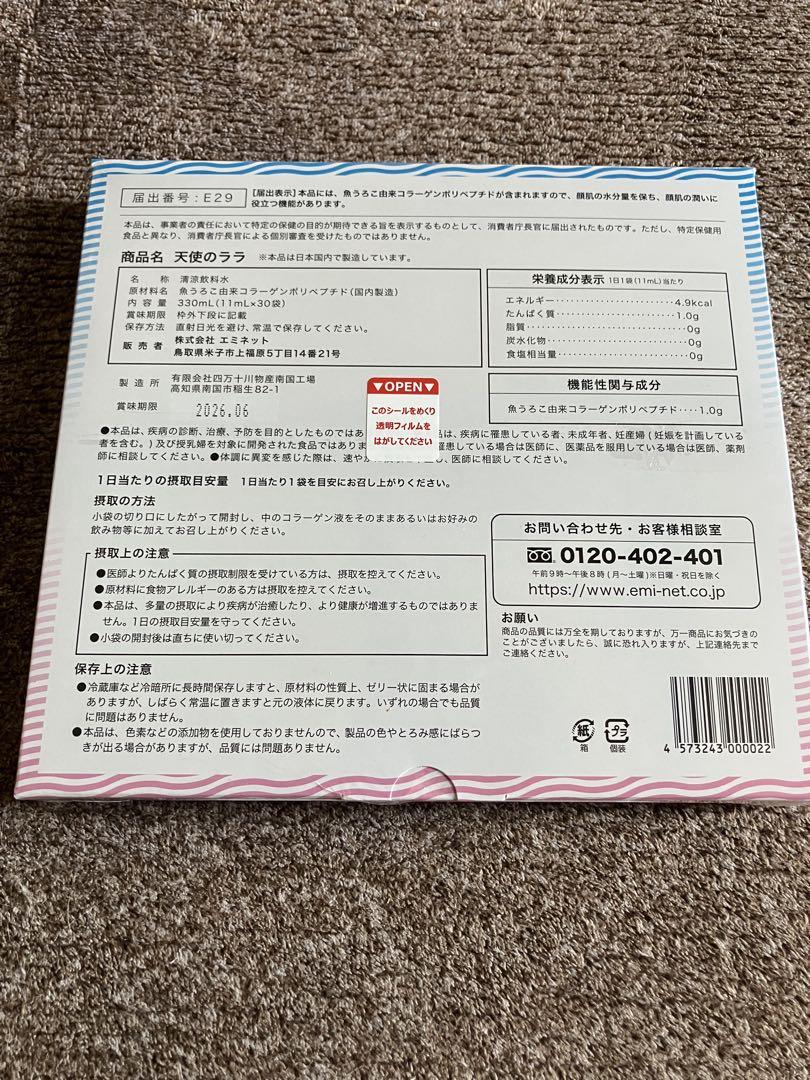 届出番号:E29
[届出表示]本品には、魚うろこ由来コラーゲンポリペプチドが含まれますので、顔肌の水分量を保ち、顔肌の潤いに
役立つ機能があります。
本品は、事業者の責任において特定の保健の目的が期待できる旨を表示するものとして、消費者庁長官に届出されたものです。ただし、特定保健用
食品と異なり、消費者庁長官による個別審査を受けたものではありません。
商品名 天使のララ ※本品は日本国内で製造しています。
名 称 清涼飲料水
原材料名 魚うろこ由来コラーゲンポリペプチド(国内製造)
内 容 量 330mL(11mL×30袋)
賞味期限 枠外下段に記載
保存方法 直射日光を避け、常温で保存してください。
販 売 者 株式会社 エミネット
鳥取県米子市上福原5丁目14番21号
栄養成分表示 1日1袋(11mL)当たり
エネルギー‥‥‥‥‥‥‥‥‥4.9kcal
たんぱく質‥‥‥‥‥‥‥‥‥1.0g
脂質‥‥‥‥‥‥‥‥‥‥‥0g
炭水化物‥‥‥‥‥‥‥‥‥0g
食塩相当量‥‥‥‥‥‥‥‥0g
製 造 所 有限会社四万十川物産南国工場
高知県南国市稲生82-1
賞味期限 2026.06
機能性関与成分
魚うろこ由来コラーゲンポリペプチド‥‥1.0g
▼OPEN▼
このシールをめくり
透明フィルムを
はがしてください
●本品は、疾病の診断、治療、予防を目的としたものではあ 品は、疾病に罹患している者、未成年者、妊産婦(妊娠を計画している
者を含む。)及び授乳婦を対象に開発された食品ではありま 罹患している場合は医師に、医薬品を服用している場合は医師、薬剤
師に相談してください。●体調に異変を感じた際は、速や 医師に相談してください。
1日当たりの摂取目安量 1日当たり1袋を目安にお召し上がりください。
摂取の方法
小袋の切り口にしたがって開封し、中のコラーゲン液をそのままあるいはお好みの
飲み物等に加えてお召し上がりください。
摂取上の注意
●医師よりたんぱく質の摂取制限を受けている方は、摂取を控えてください。
●原材料に食物アレルギーのある方は摂取を控えてください。
●本品は、多量の摂取により疾病が治癒したり、より健康が増進するものではありま
せん。1日の摂取目安量を守ってください。
●小袋の開封後は直ちに使い切ってください。
お問い合わせ先・お客様相談室
0120-402-401
午前9時~午後8時(月~土曜)※日曜・祝日を除く
https://www.emi-net.co.jp
お願い
商品の品質には万全を期しておりますが、万一商品にお気づきの
ことがございましたら、誠に恐れ入りますが、上記連絡先まで
ご連絡ください。
保存上の注意
●冷蔵庫など冷暗所に長時間保存しますと、原材料の性質上、ゼリー状に固まる場合が
ありますが、しばらく常温に置きますと元の液体に戻ります。いずれの場合でも品質
に問題はありません。
●本品は、色素などの添加物を使用しておりませんので、製品の色やとろみ感にばらつ
きが出る場合がありますが、品質には問題ありません。
紙
箱
プラ
個装
4 573243 000022